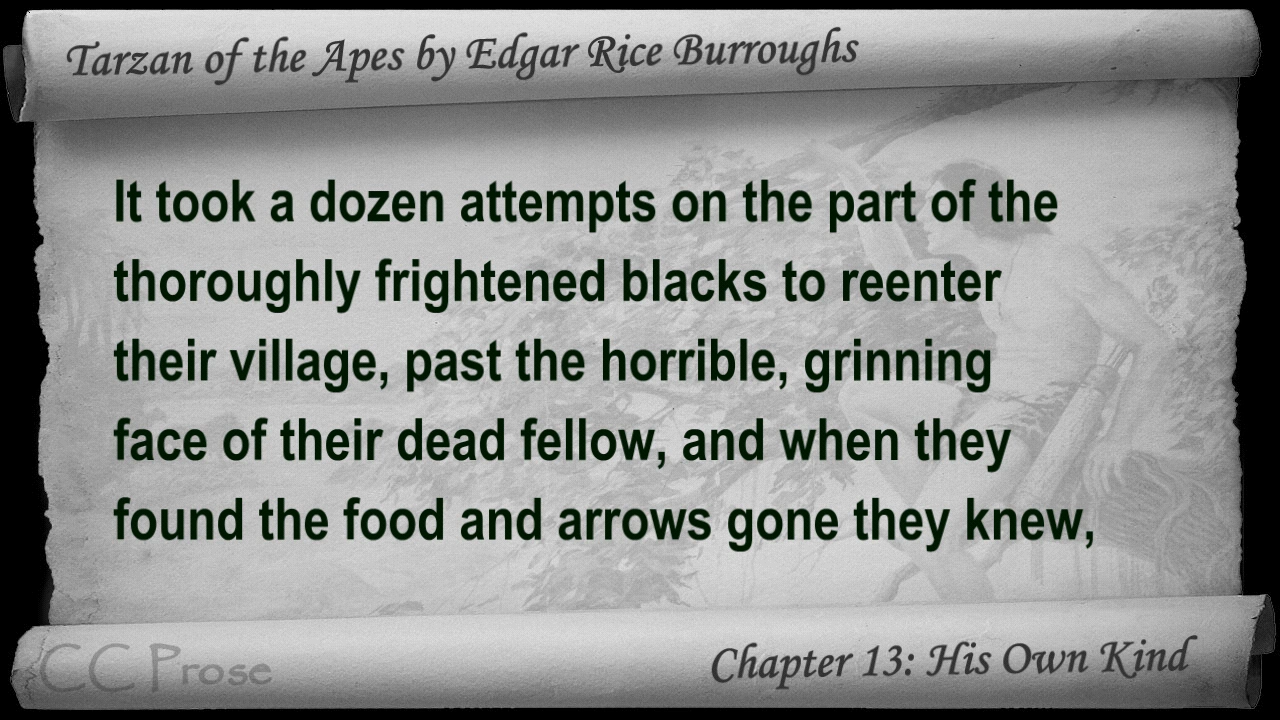 Tarzan of the Apes by Edgar Rice Burroughs
It took a dozen attempts on the part of the
thoroughly frightened blacks to reenter
their village, past the horrible, grinning
face of their dead fellow, and when they
found the food and arrows gone they knew,
CC Prose
Chapter 13: His Own Kind